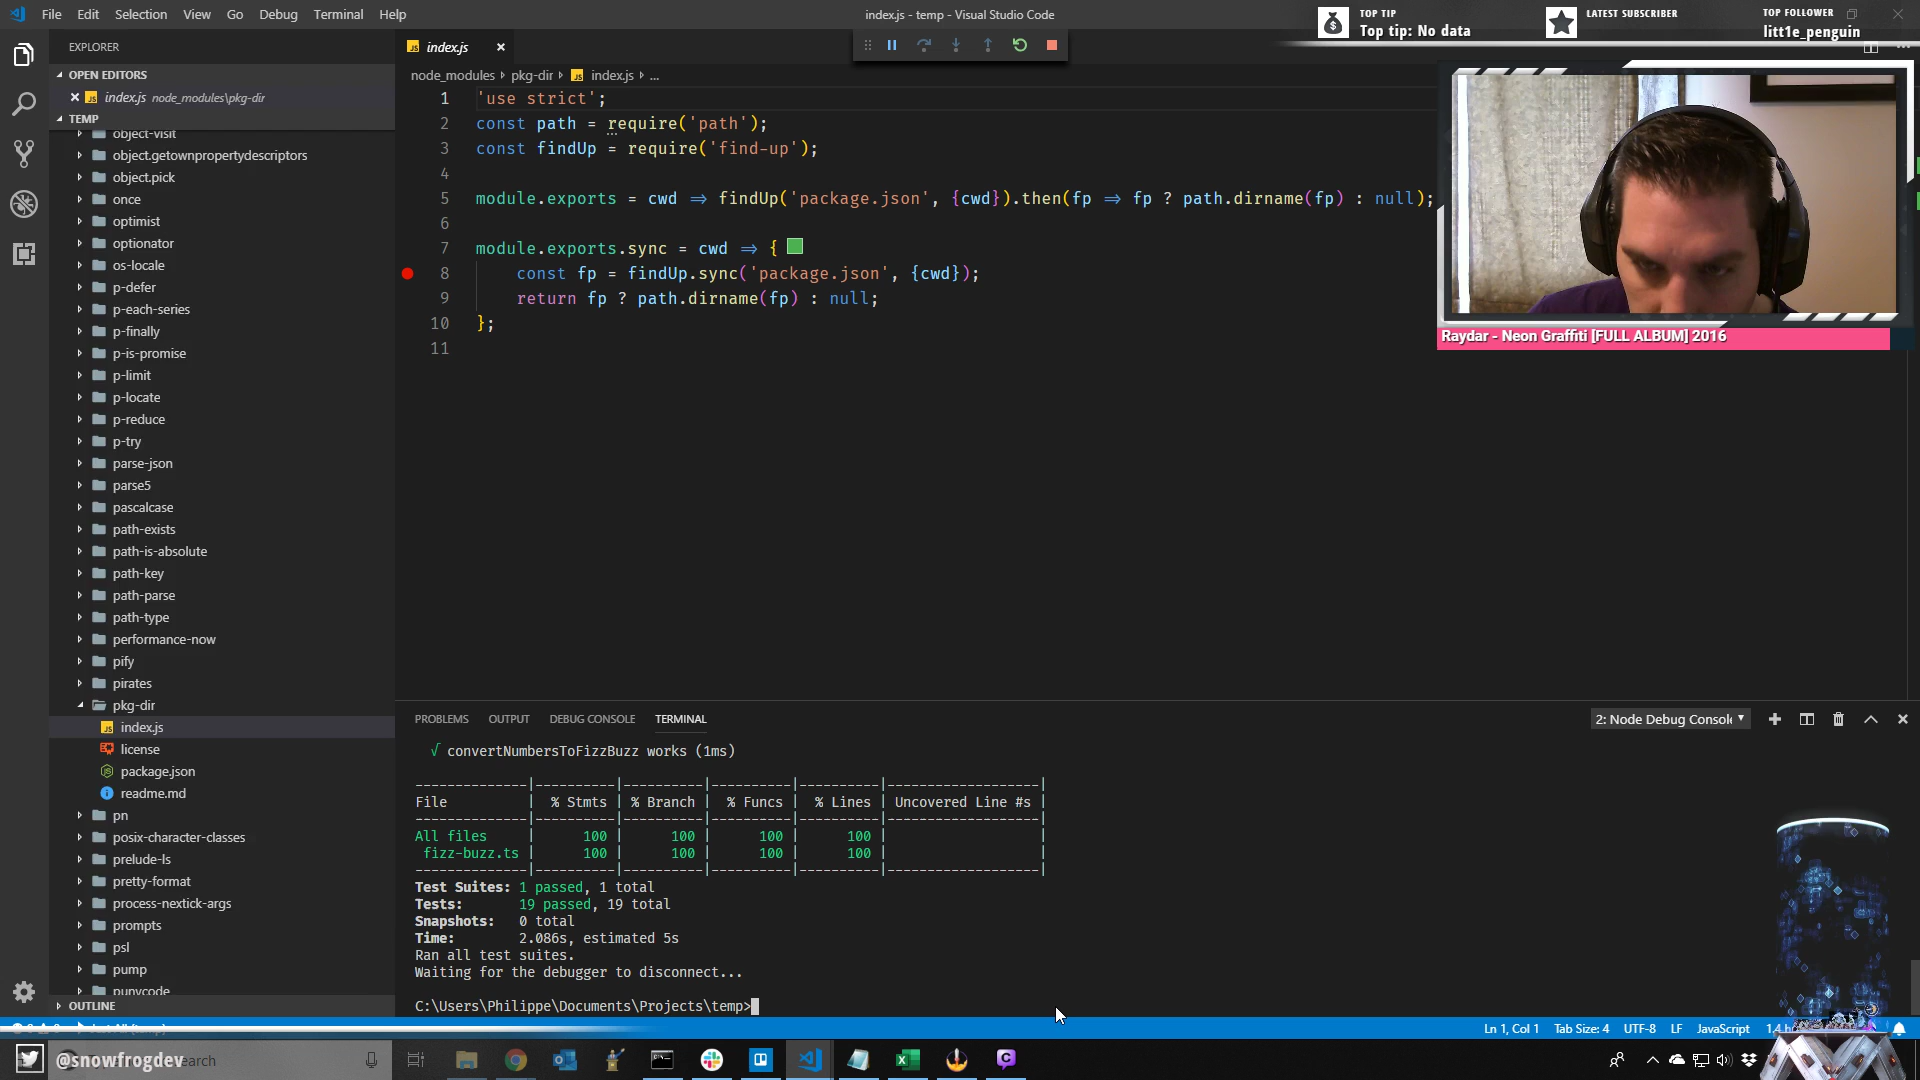 File Edit Selection View Go Debug Terminal Help
index.js - temp - Visual Studio Code
TOP TIP
Top tip: No data
LATEST SUBSCRIBER
TOP FOLLOWER
litt1e_penguin
EXPLORER
OPEN EDITORS
index.js node_modules\pkg-dir
TEMP
object-visit
object.getownpropertydescriptors
object.pick
once
optimist
optionator
os-locale
p-defer
p-each-series
p-finally
p-is-promise
p-limit
p-locate
p-reduce
p-try
parse-json
parse5
pascalcase
path-exists
path-is-absolute
path-key
path-parse
path-type
performance-now
pify
pirates
pkg-dir
index.js
license
package.json
readme.md
pn
posix-character-classes
prelude-ls
pretty-format
process-nextick-args
prompts
psl
pump
punycode
OUTLINE
index.js
node_modules › pkg-dir › index.js › ...
1 'use strict';
2 const path = require('path');
3 const findUp = require('find-up');
4
5 module.exports = cwd ⇒ findUp('package.json', {cwd}).then(fp ⇒ fp ? path.dirname(fp) : null);
6
7 module.exports.sync = cwd ⇒ {
8 const fp = findUp.sync('package.json', {cwd});
9 return fp ? path.dirname(fp) : null;
10 };
11
Raydar - Neon Graffiti [FULL ALBUM] 2016
PROBLEMS OUTPUT DEBUG CONSOLE TERMINAL
2: Node Debug Consol
√ convertNumbersToFizzBuzz works (1ms)
--------------|----------|----------|----------|----------|-------------------|
File | % Stmts | % Branch | % Funcs | % Lines | Uncovered Line #s |
--------------|----------|----------|----------|----------|-------------------|
All files | 100 | 100 | 100 | 100 | |
fizz-buzz.ts | 100 | 100 | 100 | 100 | |
--------------|----------|----------|----------|----------|-------------------|
Test Suites: 1 passed, 1 total
Tests: 19 passed, 19 total
Snapshots: 0 total
Time: 2.086s, estimated 5s
Ran all test suites.
Waiting for the debugger to disconnect...
C:\Users\Philippe\Documents\Projects\temp>
Ln 1, Col 1 Tab Size: 4 UTF-8 LF JavaScript
@snowfrogdev